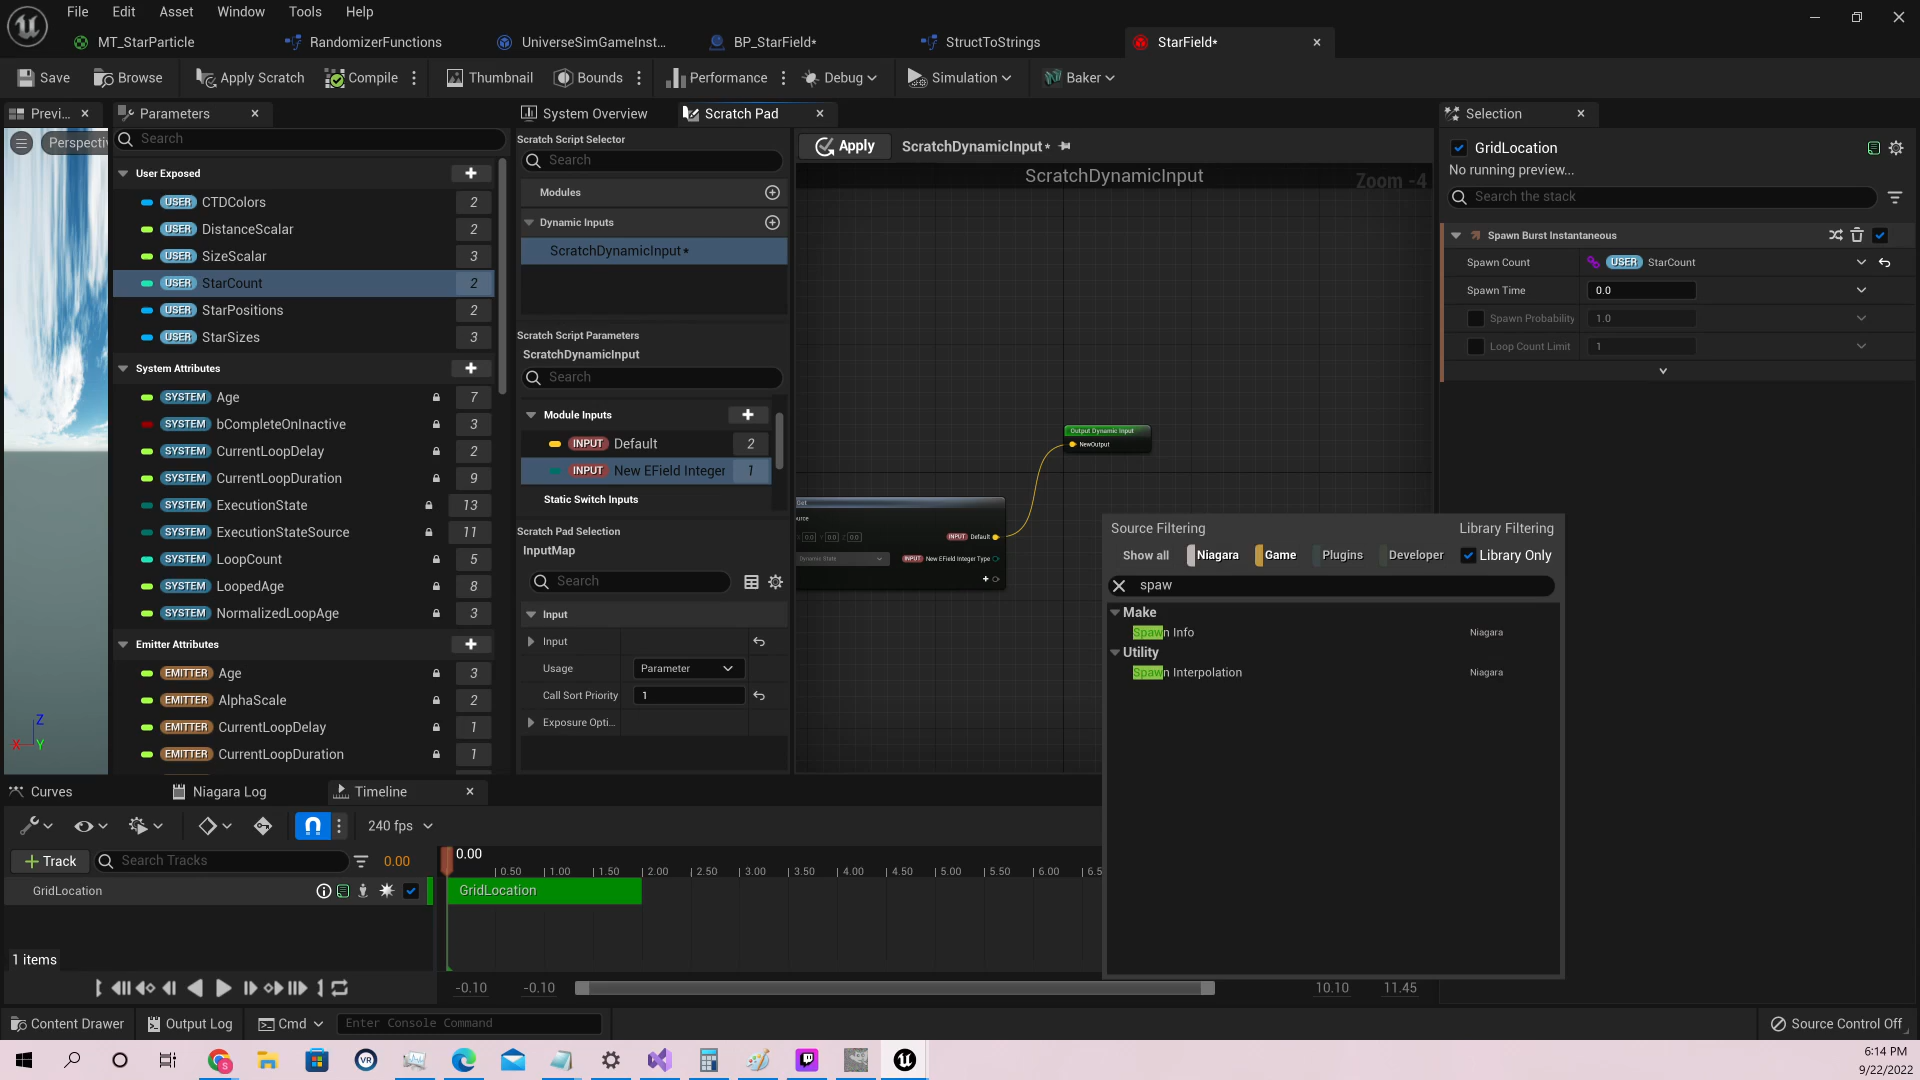 File Edit Asset Window Tools Help
MT_StarParticle RandomizerFunctions UniverseSimGameInst... BP_StarField* StructToStrings StarField*
Save Browse Apply Scratch Compile Thumbnail Bounds Performance Debug Simulation Baker
Previ... Parameters System Overview Scratch Pad Selection
Perspecti
Search
User Exposed
USER CTDColors 2
USER DistanceScalar 2
USER SizeScalar 3
USER StarCount 2
USER StarPositions 2
USER StarSizes 3
System Attributes
SYSTEM Age 7
SYSTEM bCompleteOnInactive 3
SYSTEM CurrentLoopDelay 2
SYSTEM CurrentLoopDuration 9
SYSTEM ExecutionState 13
SYSTEM ExecutionStateSource 11
SYSTEM LoopCount 5
SYSTEM LoopedAge 8
SYSTEM NormalizedLoopAge 3
Emitter Attributes
EMITTER Age 3
EMITTER AlphaScale 2
EMITTER CurrentLoopDelay 1
EMITTER CurrentLoopDuration 1
Z
X Y
Scratch Script Selector
Search
Modules
Dynamic Inputs
ScratchDynamicInput*
Scratch Script Parameters
ScratchDynamicInput
Search
Module Inputs
INPUT Default 2
INPUT New EField Integer 1
Static Switch Inputs
Scratch Pad Selection
InputMap
Search
Input
Input
Usage Parameter
Call Sort Priority 1
Exposure Opti...
Apply ScratchDynamicInput*
ScratchDynamicInput
Zoom -4
Output Dynamic Input
NewOutput
INPUT Default
Dynamic State
INPUT New EField Integer Type
Source Filtering Library Filtering
Show all Niagara Game Plugins Developer Library Only
spaw
Make
Spawn Info Niagara
Utility
Spawn Interpolation Niagara
GridLocation
No running preview...
Search the stack
Spawn Burst Instantaneous
Spawn Count USER StarCount
Spawn Time 0.0
Spawn Probability 1.0
Loop Count Limit 1
Curves Niagara Log Timeline
240 fps
Track Search Tracks 0.00
0.00
0.50 1.00 1.50 2.00 2.50 3.00 3.50 4.00 4.50 5.00 5.50 6.00 6.5
GridLocation
GridLocation
1 items
-0.10 -0.10 10.10 11.45
Content Drawer Output Log Cmd Enter Console Command Source Control Off
6:14 PM
9/22/2022